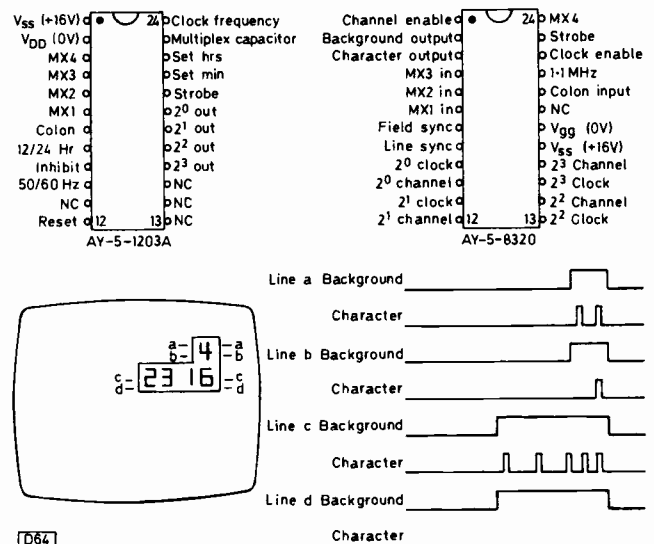 Vss (+16V) 24 Clock frequency
VDD (0V) Multiplex capacitor
MX4 Set hrs
MX3 Set min
MX2 Strobe
MX1 2⁰ out
Colon 2¹ out
12/24 Hr 2² out
Inhibit 2³ out
50/60 Hz NC
NC NC
Reset 12 13 NC
AY-5-1203A
Channel enable 24 MX4
Background output Strobe
Character output Clock enable
MX3 in 1·1 MHz
MX2 in Colon input
MX1 in NC
Field sync Vgg (0V)
Line sync Vss (+16V)
2⁰ clock 2³ Channel
2⁰ channel 2³ Clock
2¹ clock 2² Channel
2¹ channel 12 13 2² Glock
AY-5-8320
a 4 a
b b
c 23 16 c
d d
Line a Background
Character
Line b Background
Character
Line c Background
Character
Line d Background
Character
D64